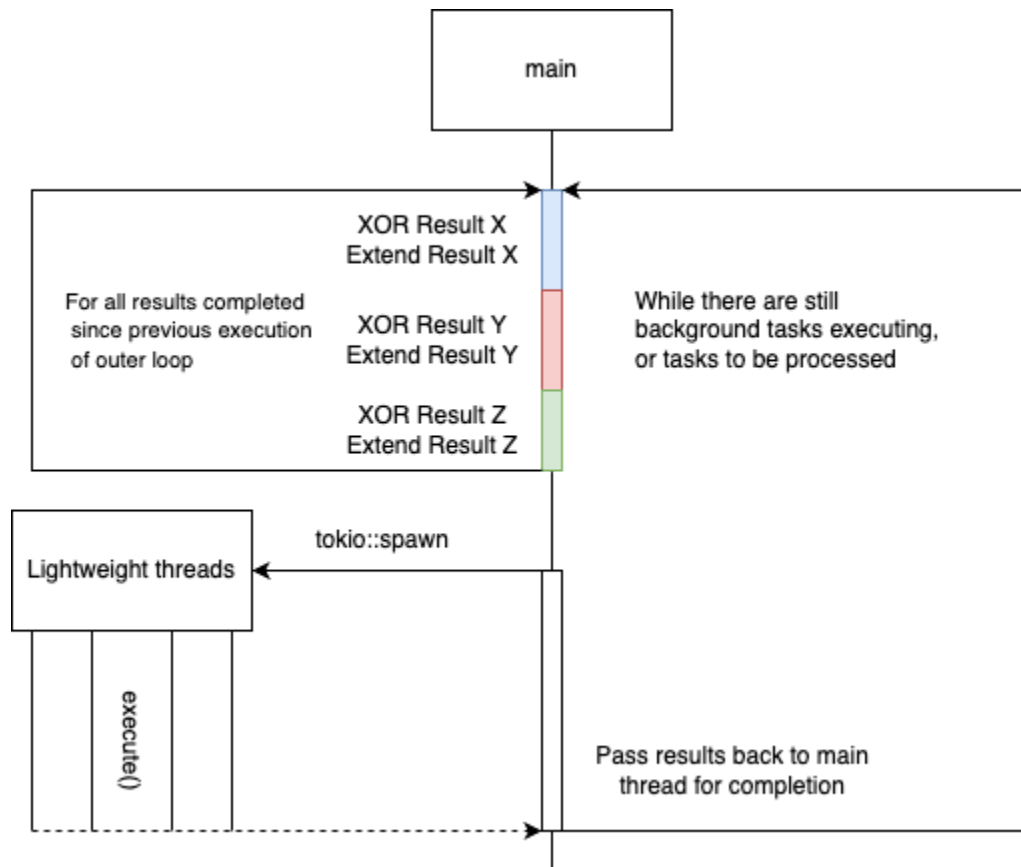 main
XOR Result X
Extend Result X
For all results completed
since previous execution
of outer loop
XOR Result Y
Extend Result Y
While there are still
background tasks executing,
or tasks to be processed
XOR Result Z
Extend Result Z
tokio::spawn
Lightweight threads
execute()
Pass results back to main
thread for completion